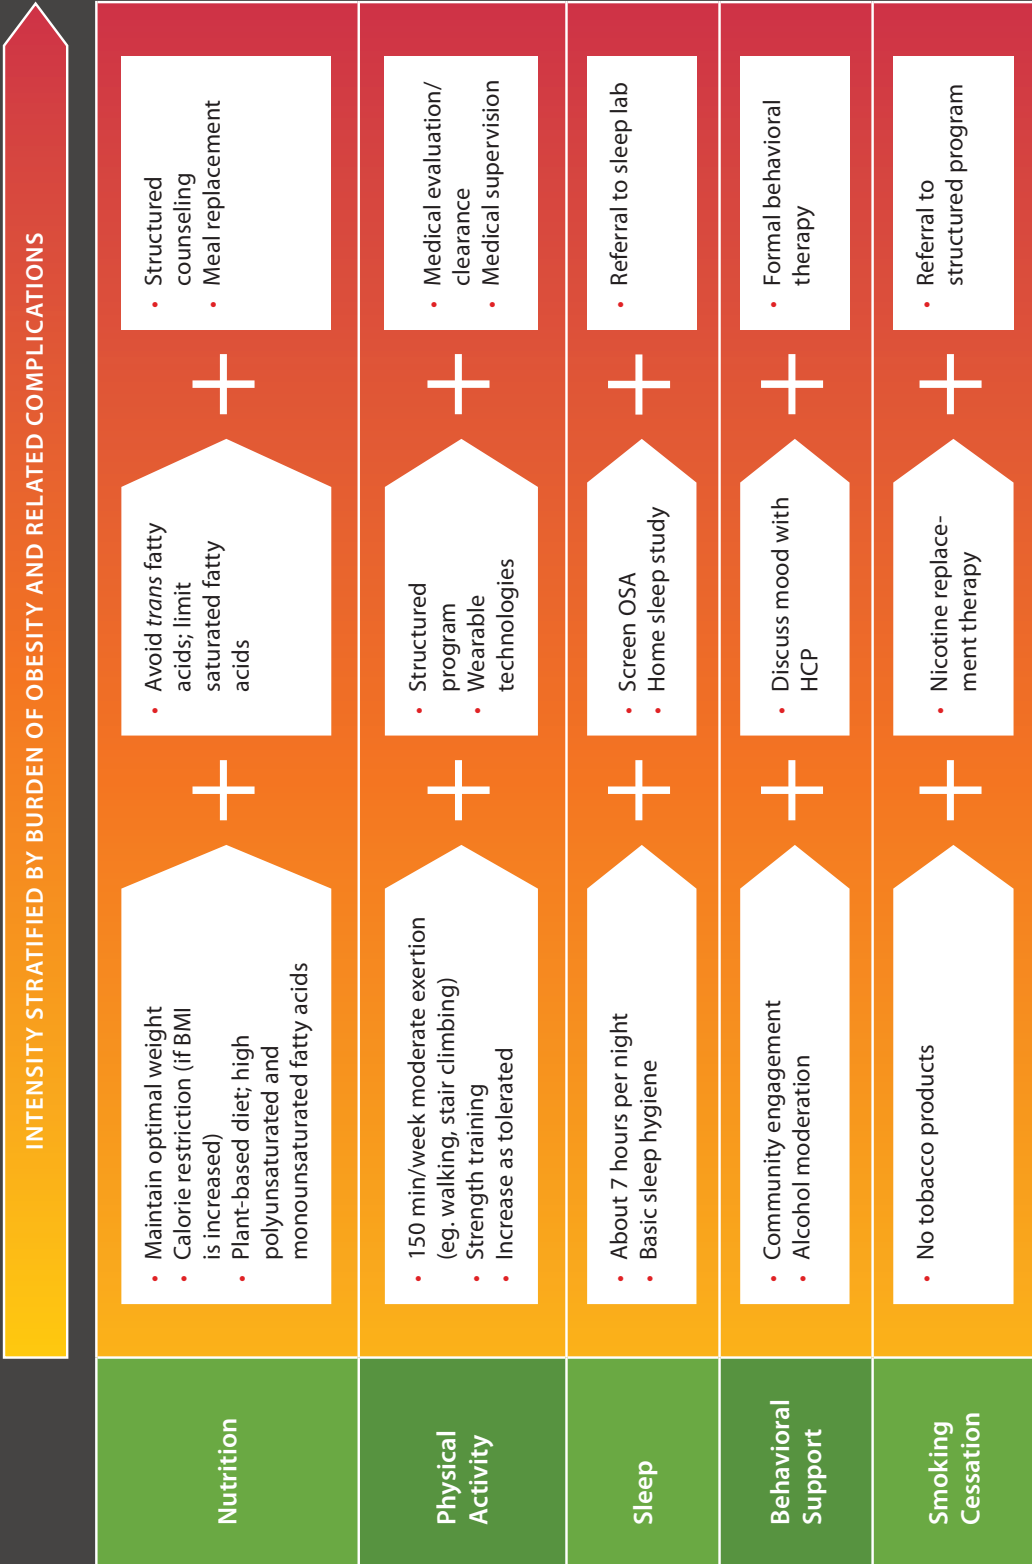 INTENSITY STRATIFIED BY BURDEN OF OBESITY AND RELATED COMPLICATIONS
Nutrition
• Maintain optimal weight
• Calorie restriction (if BMI
is increased)
• Plant-based diet; high
polyunsaturated and
monounsaturated fatty acids
+
• Avoid trans fatty
acids; limit
saturated fatty
acids
+
• Structured
counseling
• Meal replacement
Physical
Activity
• 150 min/week moderate exertion
(eg. walking, stair climbing)
• Strength training
• Increase as tolerated
+
• Structured
program
• Wearable
technologies
+
• Medical evaluation/
clearance
• Medical supervision
Sleep
• About 7 hours per night
• Basic sleep hygiene
+
• Screen OSA
• Home sleep study
+
• Referral to sleep lab
Behavioral
Support
• Community engagement
• Alcohol moderation
+
• Discuss mood with
HCP
+
• Formal behavioral
therapy
Smoking
Cessation
• No tobacco products
+
• Nicotine replace-
ment therapy
+
• Referral to
structured program